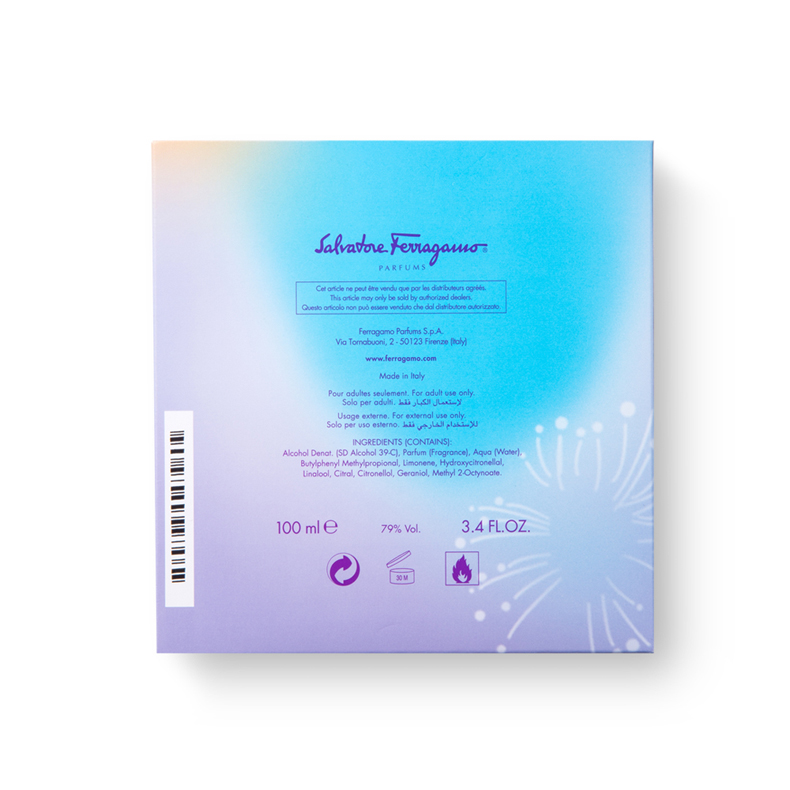 Salvatore Ferragamo
PARFUMS
Cet article ne peut être vendu que par les distributeurs agréés.
This article may only be sold by authorized dealers.
Questo articolo non può essere venduto che dal distributore autorizzato.
Ferragamo Parfums S.p.A.
Via Tornabuoni, 2 - 50123 Firenze (Italy)
www.ferragamo.com
Made in Italy
Pour adultes seulement. For adult use only.
Solo per adulti. لإستعمال الكبار فقط.
Usage externe. For external use only.
Solo per uso esterno. للإستخدام الخارجي فقط.
INGREDIENTS (CONTAINS):
Alcohol Denat. (SD Alcohol 39-C), Parfum (Fragrance), Aqua (Water),
Butylphenyl Methylpropional, Limonene, Hydroxycitronellal,
Linalool, Citral, Citronellol, Geraniol, Methyl 2-Octynoate.
100 ml ℮ 79% Vol. 3.4 FL.OZ.
30 M